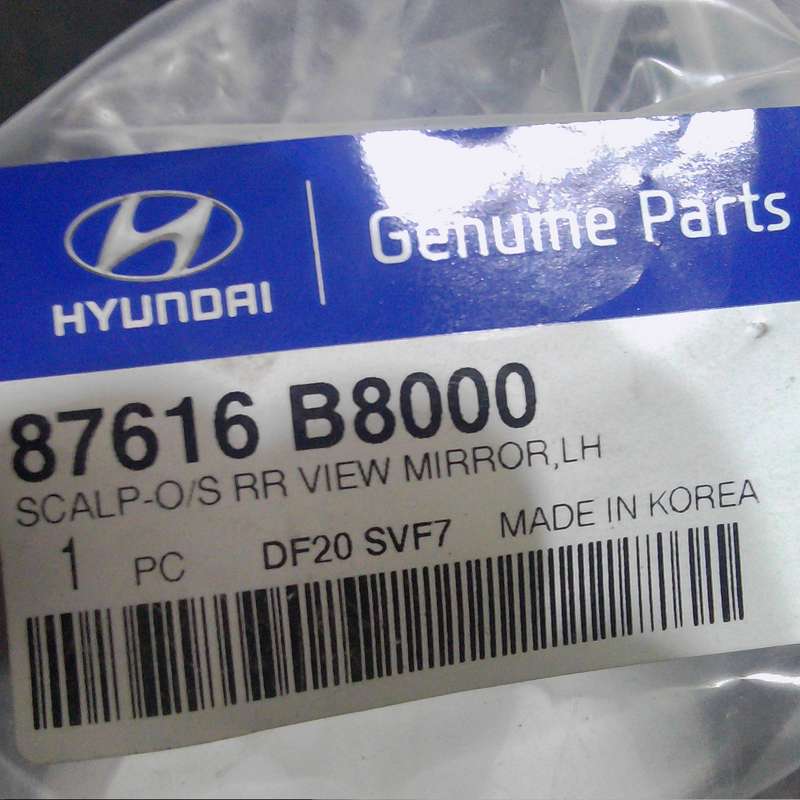 HYUNDAI
Genuine Parts
87616 B8000
SCALP-O/S RR VIEW MIRROR,LH
1 PC DF20 SVF7 MADE IN KOREA